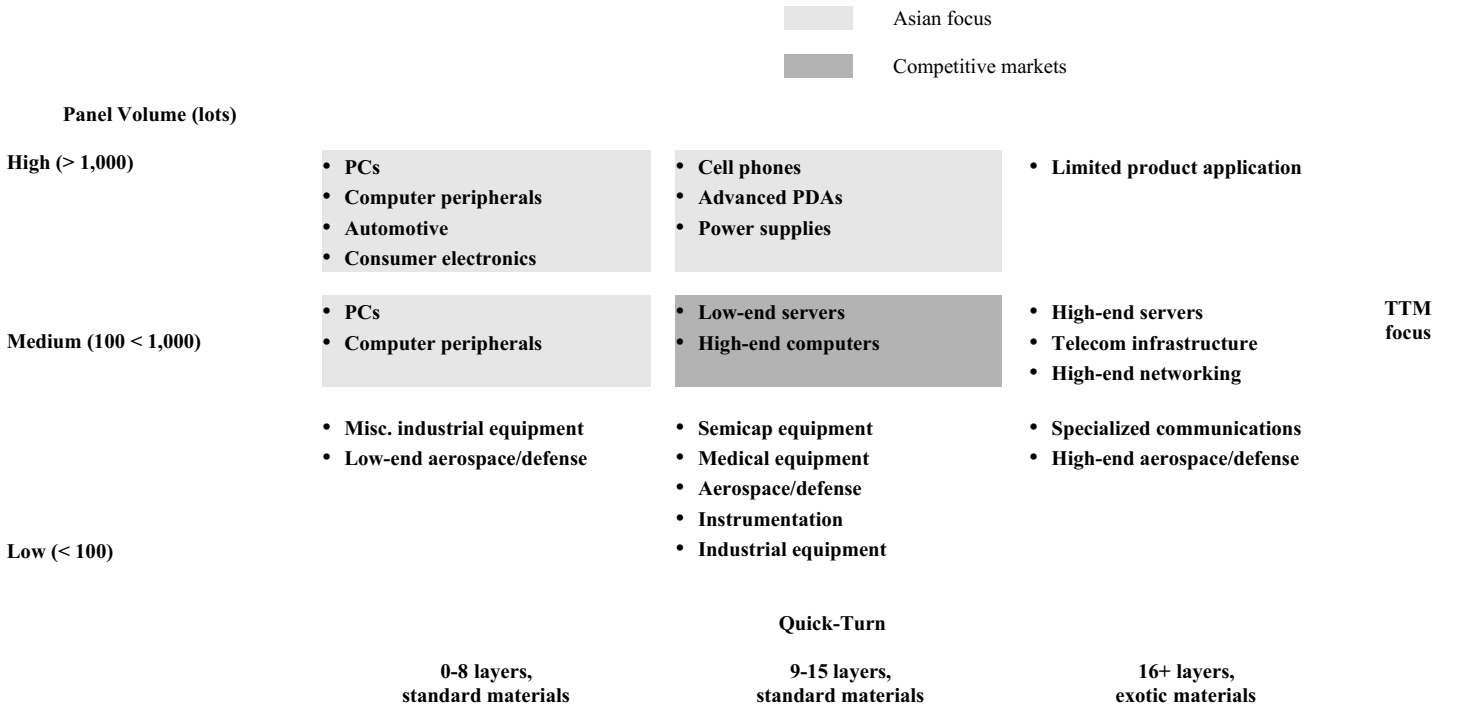 Asian focus
Competitive markets
Panel Volume (lots)
High (> 1,000)
• PCs
• Computer peripherals
• Automotive
• Consumer electronics
• Cell phones
• Advanced PDAs
• Power supplies
• Limited product application
Medium (100 < 1,000)
• PCs
• Computer peripherals
• Low-end servers
• High-end computers
• High-end servers
• Telecom infrastructure
• High-end networking
TTM
focus
Low (< 100)
• Misc. industrial equipment
• Low-end aerospace/defense
• Semicap equipment
• Medical equipment
• Aerospace/defense
• Instrumentation
• Industrial equipment
• Specialized communications
• High-end aerospace/defense
Quick-Turn
0-8 layers,
standard materials
9-15 layers,
standard materials
16+ layers,
exotic materials